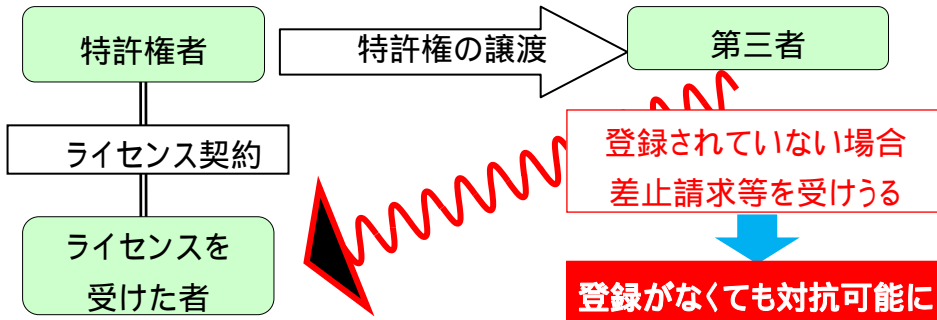 特許権者
特許権の譲渡
第三者
ライセンス契約
登録されていない場合
差止請求等を受けうる
ライセンスを
受けた者
登録がなくても対抗可能に